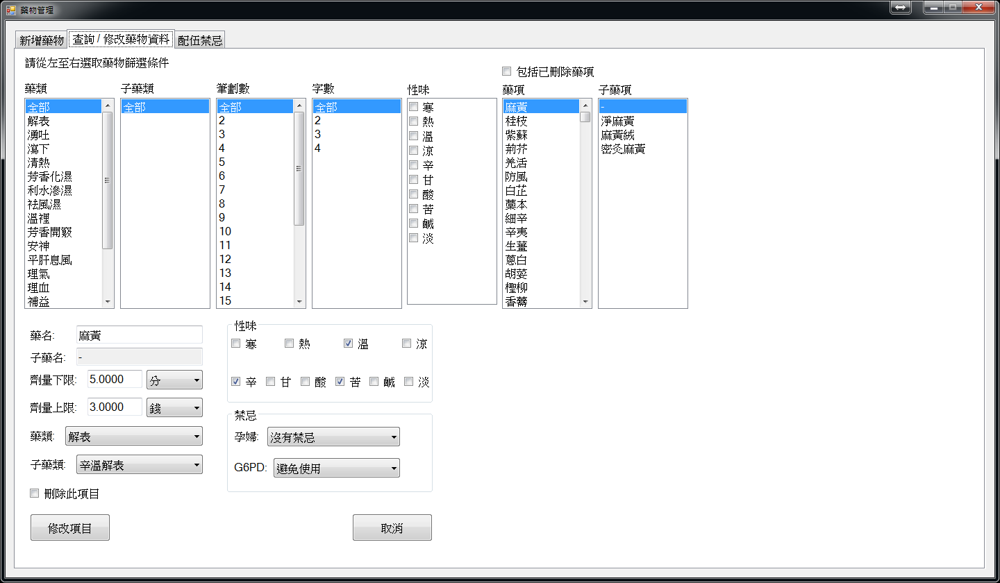 藥物管理
新增藥物
查詢 / 修改藥物資料
配伍禁忌
請從左至右選取藥物篩選條件
包括已刪除藥項
藥類
子藥類
筆劃數
字數
性味
藥項
子藥項
全部
解表
湧吐
瀉下
清熱
芳香化濕
利水滲濕
祛風濕
溫裡
芳香開竅
安神
平肝息風
理氣
理血
補益
全部
全部
2
3
4
5
6
7
8
9
10
11
12
13
14
15
全部
2
3
4
寒
熱
溫
涼
辛
甘
酸
苦
鹹
淡
麻黃
桂枝
紫蘇
荊芥
羌活
防風
白芷
藁本
細辛
辛夷
生薑
蔥白
胡荽
檉柳
香薷
-
淨麻黃
麻黃絨
密灸麻黃
藥名: 麻黃
子藥名: -
劑量下限: 5.0000 分
劑量上限: 3.0000 錢
藥類: 解表
子藥類: 辛溫解表
刪除此項目
性味
寒 熱 溫 涼
辛 甘 酸 苦 鹹 淡
禁忌
孕婦: 沒有禁忌
G6PD: 避免使用
修改項目
取消